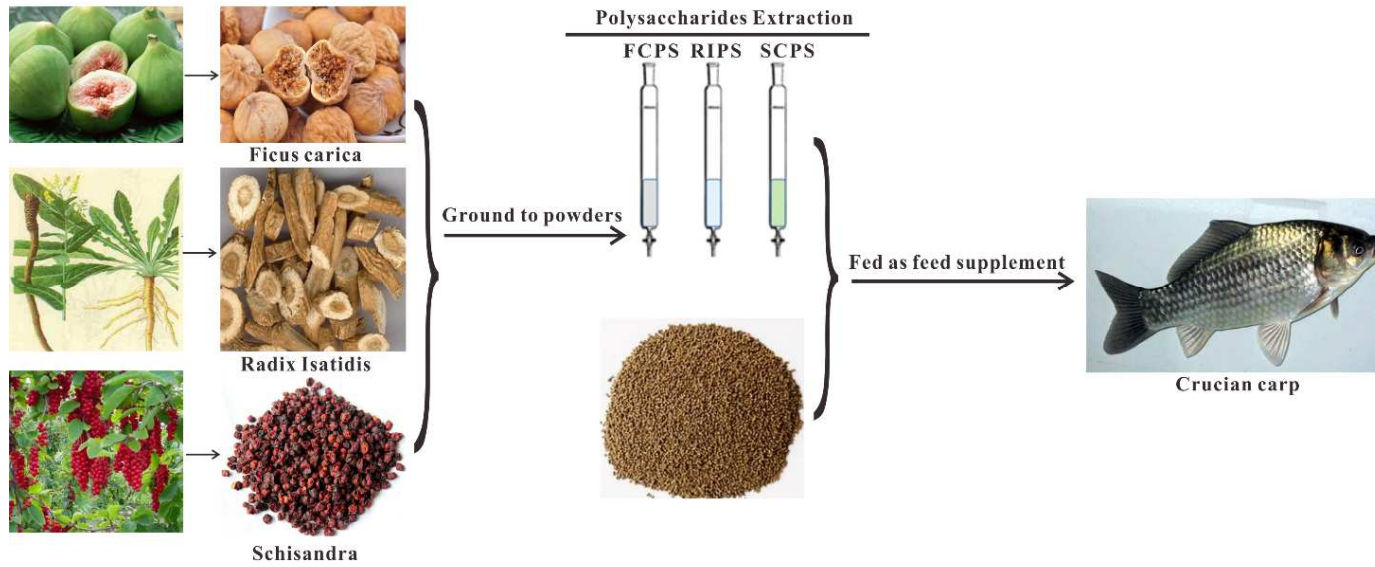 Polysaccharides Extraction
FCPS RIPS SCPS
Ficus carica
Ground to powders
Radix Isatidis
Fed as feed supplement
Crucian carp
Schisandra